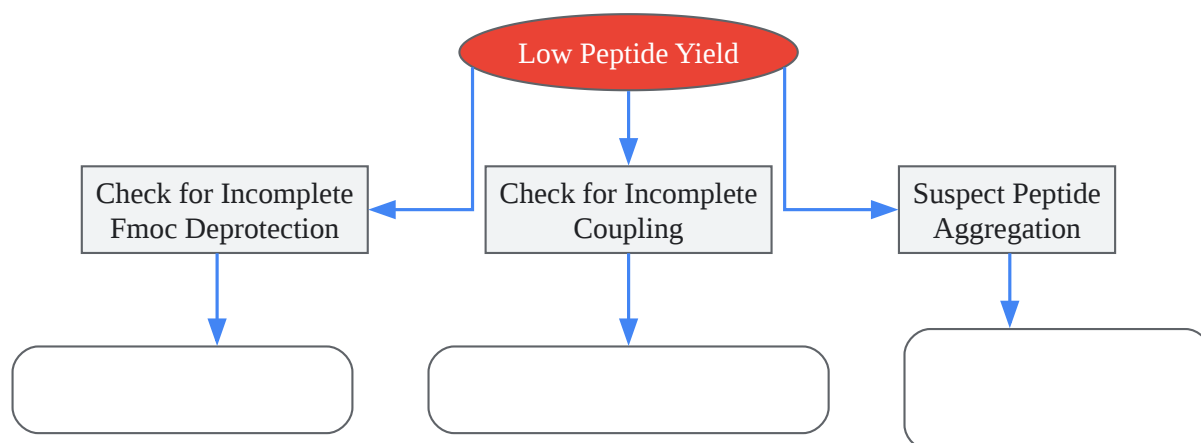 Low Peptide Yield
Check for Incomplete
Fmoc Deprotection
Check for Incomplete
Coupling
Suspect Peptide
Aggregation